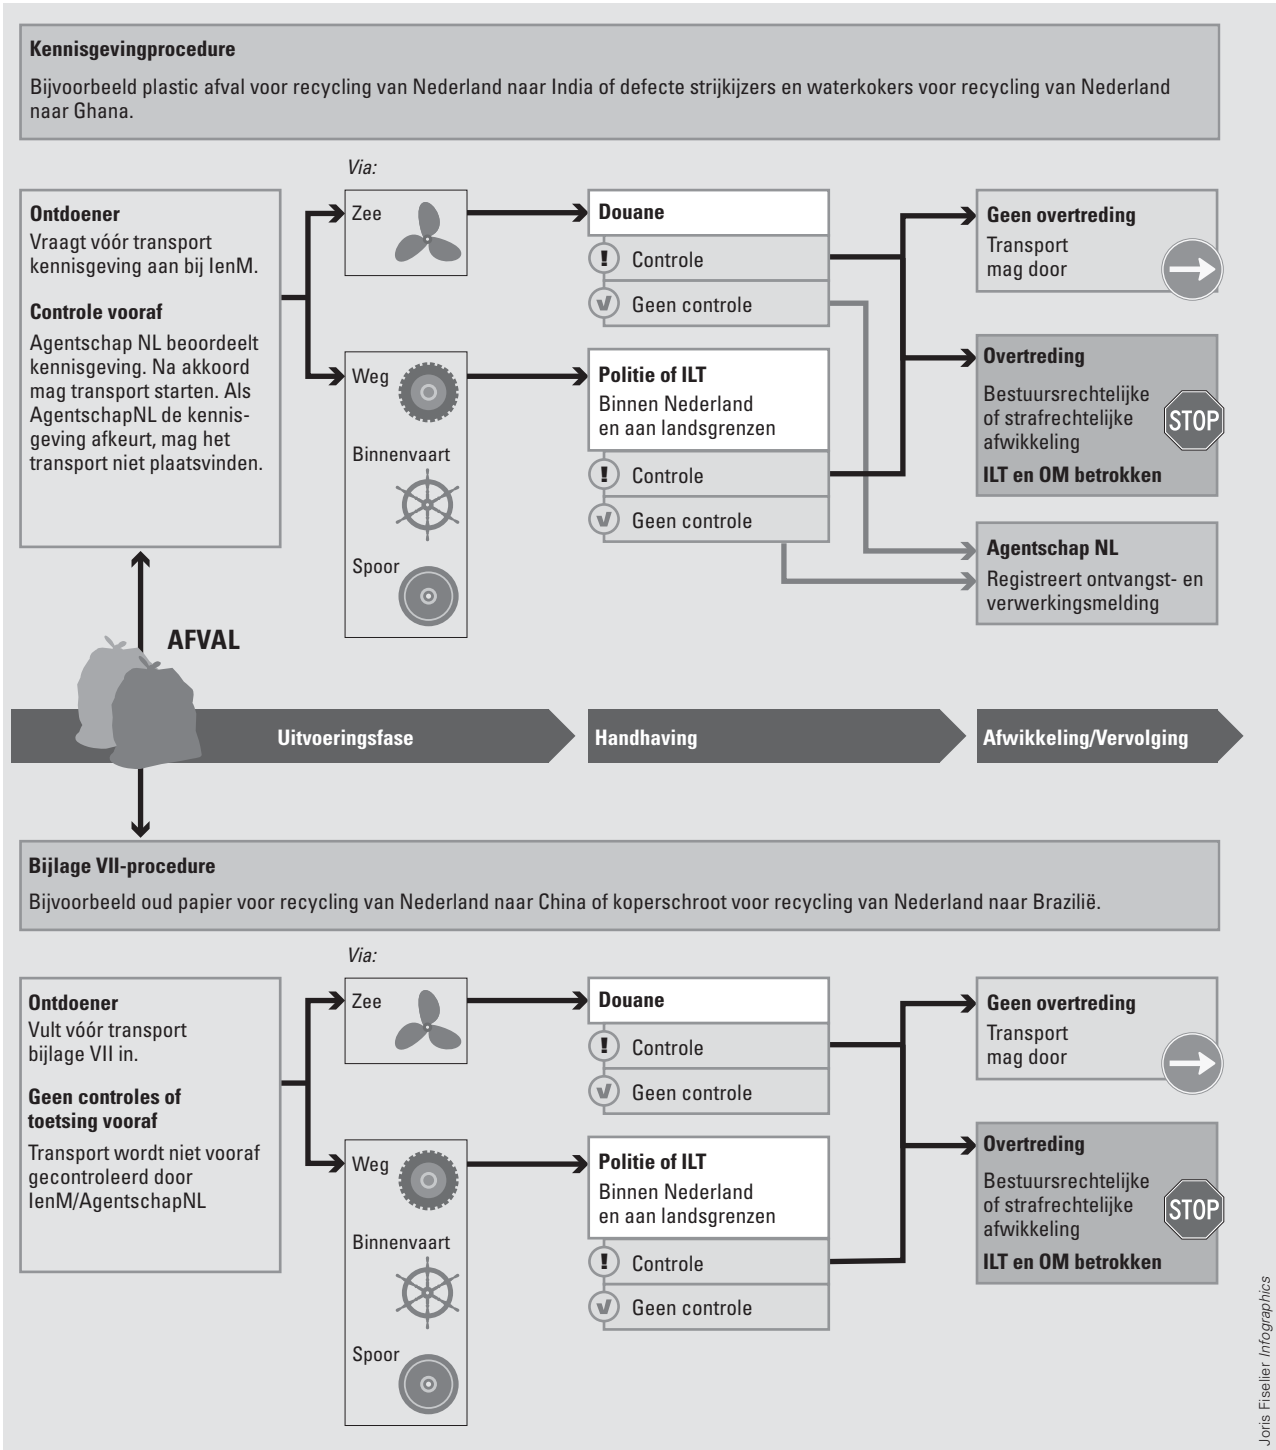 Kennisgevingprocedure
Bijvoorbeeld plastic afval voor recycling van Nederland naar India of defecte strijkijzers en waterkokers voor recycling van Nederland
naar Ghana.
Via:
Ontdoener
Vraagt vóór transport
kennisgeving aan bij IenM.
Controle vooraf
Agentschap NL beoordeelt
kennisgeving. Na akkoord
mag transport starten. Als
AgentschapNL de kennis-
geving afkeurt, mag het
transport niet plaatsvinden.
Zee
Weg
Binnenvaart
Spoor
Douane
! Controle
Geen controle
Politie of ILT
Binnen Nederland
en aan landsgrenzen
! Controle
Geen controle
Geen overtreding
Transport
mag door
Overtreding
Bestuursrechtelijke
of strafrechtelijke
afwikkeling
STOP
ILT en OM betrokken
Agentschap NL
Registreert ontvangst- en
verwerkingsmelding
AFVAL
Uitvoeringsfase
Handhaving
Afwikkeling/Vervolging
Bijlage VII-procedure
Bijvoorbeeld oud papier voor recycling van Nederland naar China of koperschroot voor recycling van Nederland naar Brazilië.
Via:
Ontdoener
Vult vóór transport
bijlage VII in.
Geen controles of
toetsing vooraf
Transport wordt niet vooraf
gecontroleerd door
IenM/AgentschapNL
Zee
Weg
Binnenvaart
Spoor
Douane
! Controle
Geen controle
Politie of ILT
Binnen Nederland
en aan landsgrenzen
! Controle
Geen controle
Geen overtreding
Transport
mag door
Overtreding
Bestuursrechtelijke
of strafrechtelijke
afwikkeling
STOP
ILT en OM betrokken
Joris Fiselier Infographics